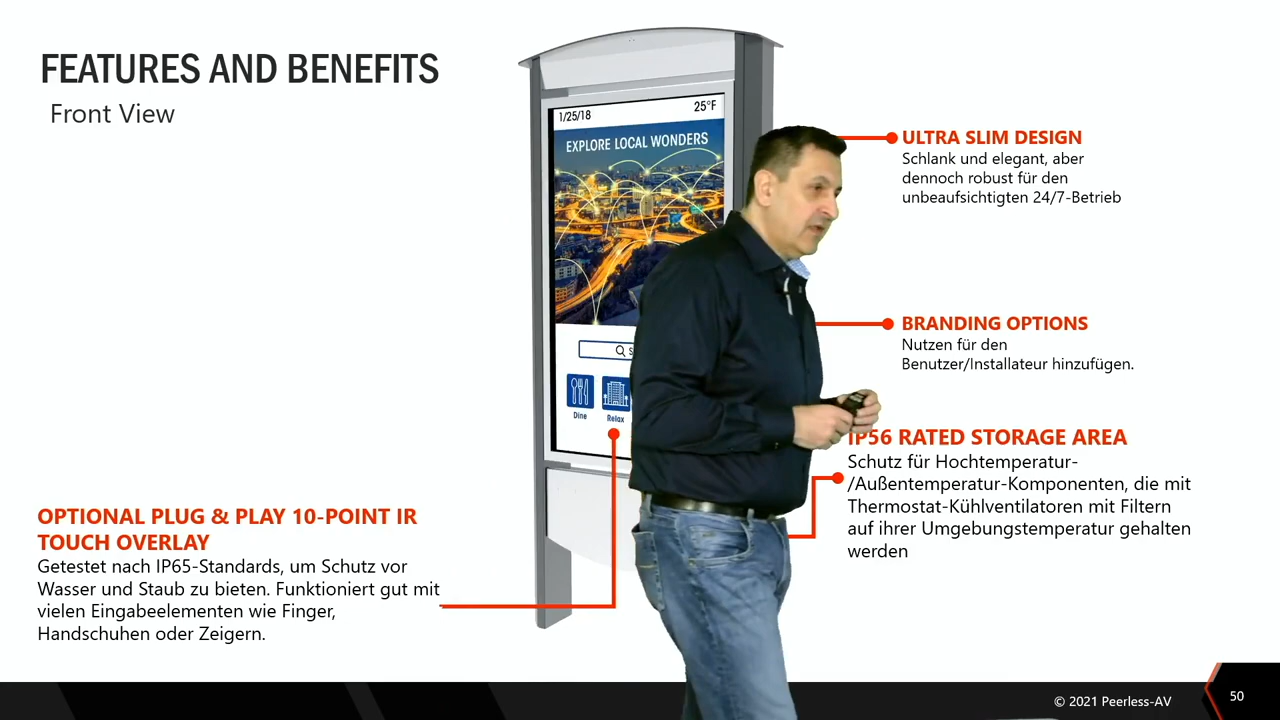 FEATURES AND BENEFITS
Front View
1/25/18
25°F
EXPLORE LOCAL WONDERS
Dine
Relax
ULTRA SLIM DESIGN
Schlank und elegant, aber
dennoch robust für den
unbeaufsichtigten 24/7-Betrieb
BRANDING OPTIONS
Nutzen für den
Benutzer/Installateur hinzufügen.
IP56 RATED STORAGE AREA
Schutz für Hochtemperatur-
/Außentemperatur-Komponenten, die mit
Thermostat-Kühlventilatoren mit Filtern
auf ihrer Umgebungstemperatur gehalten
werden
OPTIONAL PLUG & PLAY 10-POINT IR
TOUCH OVERLAY
Getestet nach IP65-Standards, um Schutz vor
Wasser und Staub zu bieten. Funktioniert gut mit
vielen Eingabeelementen wie Finger,
Handschuhen oder Zeigern.
© 2021 Peerless-AV
50